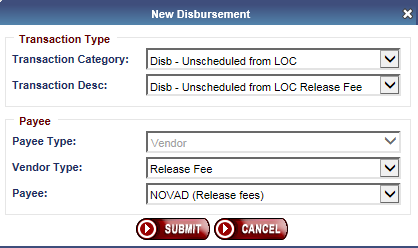 New Disbursement
Transaction Type
Transaction Category: Disb - Unscheduled from LOC
Transaction Desc: Disb - Unscheduled from LOC Release Fee
Payee
Payee Type: Vendor
Vendor Type: Release Fee
Payee: NOVAD (Release fees)
SUBMIT CANCEL